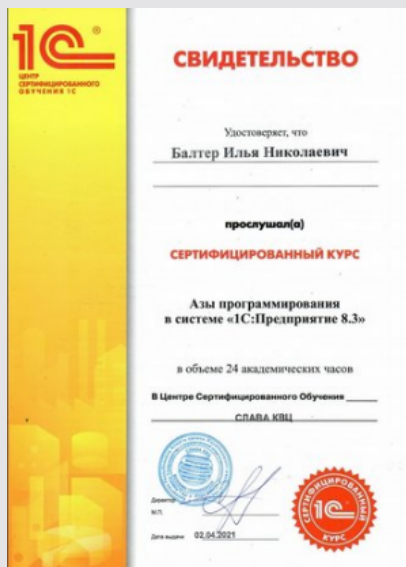 1С®
ЦЕНТР
СЕРТИФИЦИРОВАННОГО
ОБУЧЕНИЯ 1С
СВИДЕТЕЛЬСТВО
Удостоверяет, что
Балтер Илья Николаевич
прослушал(а)
СЕРТИФИЦИРОВАННЫЙ КУРС
Азы программирования
в системе «1С:Предприятие 8.3»
в объеме 24 академических часов
В Центре Сертифицированного Обучения
СЛАВА КВЦ
Директор
М.П.
Дата выдачи 02.04.2021
СЕРТИФИЦИРОВАННЫЙ
1С
КУРС